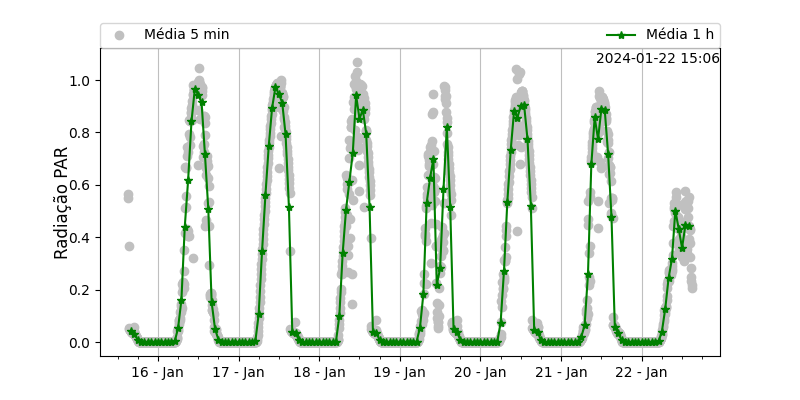 Média 5 min
Média 1 h
2024-01-22 15:06
Radiação PAR
1.0
0.8
0.6
0.4
0.2
0.0
16 - Jan
17 - Jan
18 - Jan
19 - Jan
20 - Jan
21 - Jan
22 - Jan